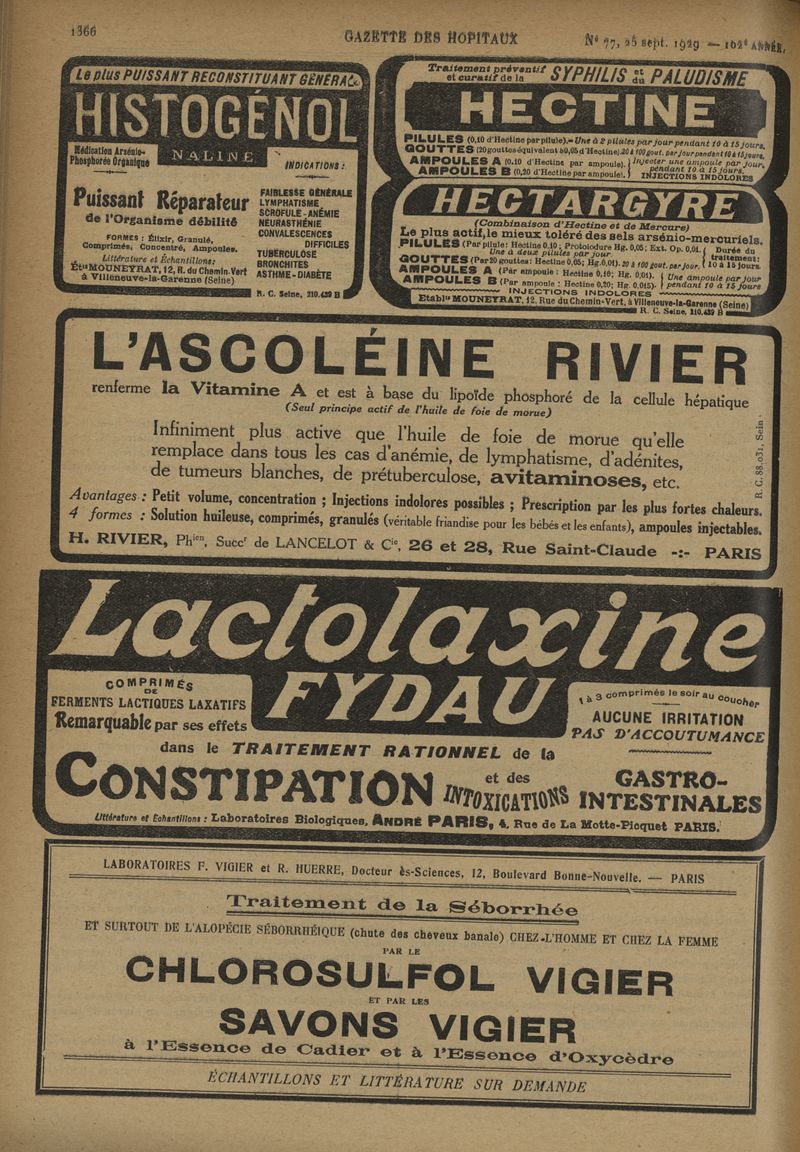 1366
GAZETTE DES HOPITAUX
Nº 77, 25 sept. 1929 — 102e ANNÉE.
Le plus PUISSANT RECONSTITUANT GÉNÉRAL
HISTOGÉNOL
Médication Arsénio-
Phosphorée Organique
NALINE
INDICATIONS :
Puissant Réparateur
de l'Organisme débilité
FORMES : Élixir, Granulé,
Comprimés, Concentré, Ampoules.
Littérature et Échantillons:
Éts MOUNEYRAT, 12, R. du Chemin-Vert
à Villeneuve-la-Garenne (Seine)
FAIBLESSE GÉNÉRALE
LYMPHATISME
SCROFULE - ANÉMIE
NEURASTHÉNIE
CONVALESCENCES
DIFFICILES
TUBERCULOSE
BRONCHITES
ASTHME - DIABÈTE
R. C. Seine, 210.439 B
Traitement préventif
et curatif de la SYPHILIS et du PALUDISME
HECTINE
PILULES (0,10 d'Hectine par pilule).- Une à 2 pilules par jour pendant 10 à 15 jours.
GOUTTES (20 gouttes équivalent à 0,05 d'Hectine). 20 à 100 gout. par jour pendant 10 à 15 jours.
AMPOULES A (0,10 d'Hectine par ampoule). Injecter une ampoule par jour,
AMPOULES B (0,20 d'Hectine par ampoule). pendant 10 à 15 jours.
INJECTIONS INDOLORES
HECTARGYRE
(Combinaison d'Hectine et de Mercure)
Le plus actif, le mieux toléré des sels arsénio-mercuriels.
PILULES (Par pilule: Hectine 0,10; Protoiodure Hg. 0,05; Ext. Op. 0,01.
Une à deux pilules par jour.
GOUTTES (Par 20 gouttes: Hectine 0,05; Hg. 0,01). 20 à 100 gout. par jour.
Durée du
traitement:
10 à 15 jours.
AMPOULES A (Par ampoule : Hectine 0,10; Hg. 0,01). Une ampoule par jour
AMPOULES B (Par ampoule : Hectine 0,20; Hg. 0,015). pendant 10 à 15 jours
INJECTIONS INDOLORES
Etablts MOUNEYRAT, 12, Rue du Chemin-Vert, à Villeneuve-la-Garenne (Seine)
R. C. Seine, 210.439 B
L'ASCOLÉINE RIVIER
renferme la Vitamine A et est à base du lipoïde phosphoré de la cellule hépatique
(Seul principe actif de l'huile de foie de morue)
Infiniment plus active que l'huile de foie de morue qu'elle
remplace dans tous les cas d'anémie, de lymphatisme, d'adénites,
de tumeurs blanches, de prétuberculose, avitaminoses, etc.
Avantages : Petit volume, concentration ; Injections indolores possibles ; Prescription par les plus fortes chaleurs.
4 formes : Solution huileuse, comprimés, granulés (véritable friandise pour les bébés et les enfants), ampoules injectables.
H. RIVIER, Phien, Succr de LANCELOT & Cie, 26 et 28, Rue Saint-Claude -:- PARIS
R. C. 88.031, Sein.
Lactolaxine
FYDAU
COMPRIMÉS
DE
FERMENTS LACTIQUES LAXATIFS
Remarquable par ses effets
1 à 3 comprimés le soir au coucher
AUCUNE IRRITATION
PAS D'ACCOUTUMANCE
dans le TRAITEMENT RATIONNEL de la
CONSTIPATION et des INTOXICATIONS GASTRO-
INTESTINALES
Littérature et Echantillons : Laboratoires Biologiques, ANDRÉ PARIS, 4, Rue de La Motte-Picquet PARIS.
LABORATOIRES F. VIGIER et R. HUERRE, Docteur ès-Sciences, 12, Boulevard Bonne-Nouvelle. — PARIS
Traitement de la Séborrhée
ET SURTOUT DE L'ALOPÉCIE SÉBORRHÉIQUE (chute des cheveux banale) CHEZ L'HOMME ET CHEZ LA FEMME
PAR LE
CHLOROSULFOL VIGIER
ET PAR LES
SAVONS VIGIER
à l'Essence de Cadier et à l'Essence d'Oxycèdre
ÉCHANTILLONS ET LITTÉRATURE SUR DEMANDE